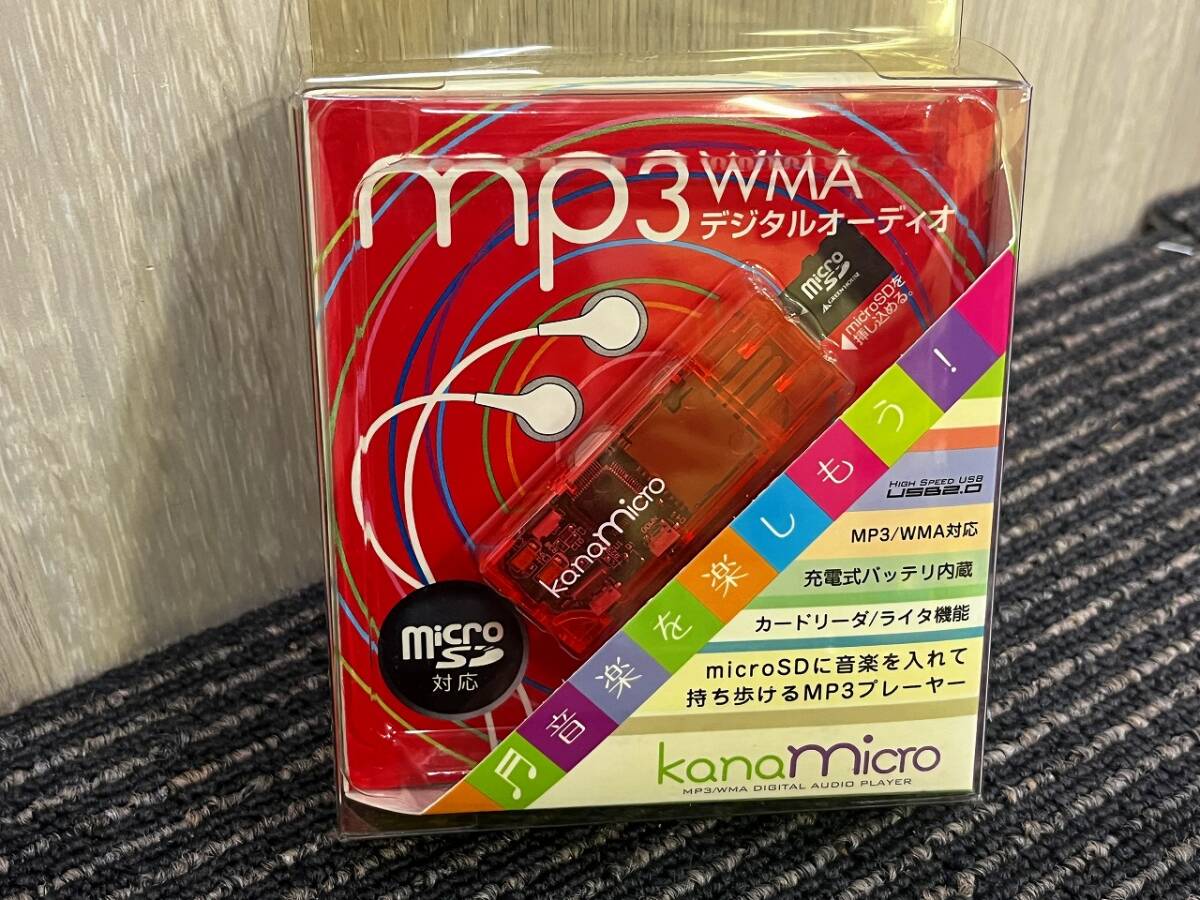 mp3 WMA
デジタルオーディオ
micro
SD
GREEN HOUSE
microSDを
挿し込める。
kanamicro
micro
SD
対応
音楽を楽しもう!
HIGH SPEED USB
USB2.0
MP3/WMA対応
充電式バッテリ内蔵
カードリーダ/ライタ機能
microSDに音楽を入れて
持ち歩けるMP3プレーヤー
kanamicro
MP3/WMA DIGITAL AUDIO PLAYER